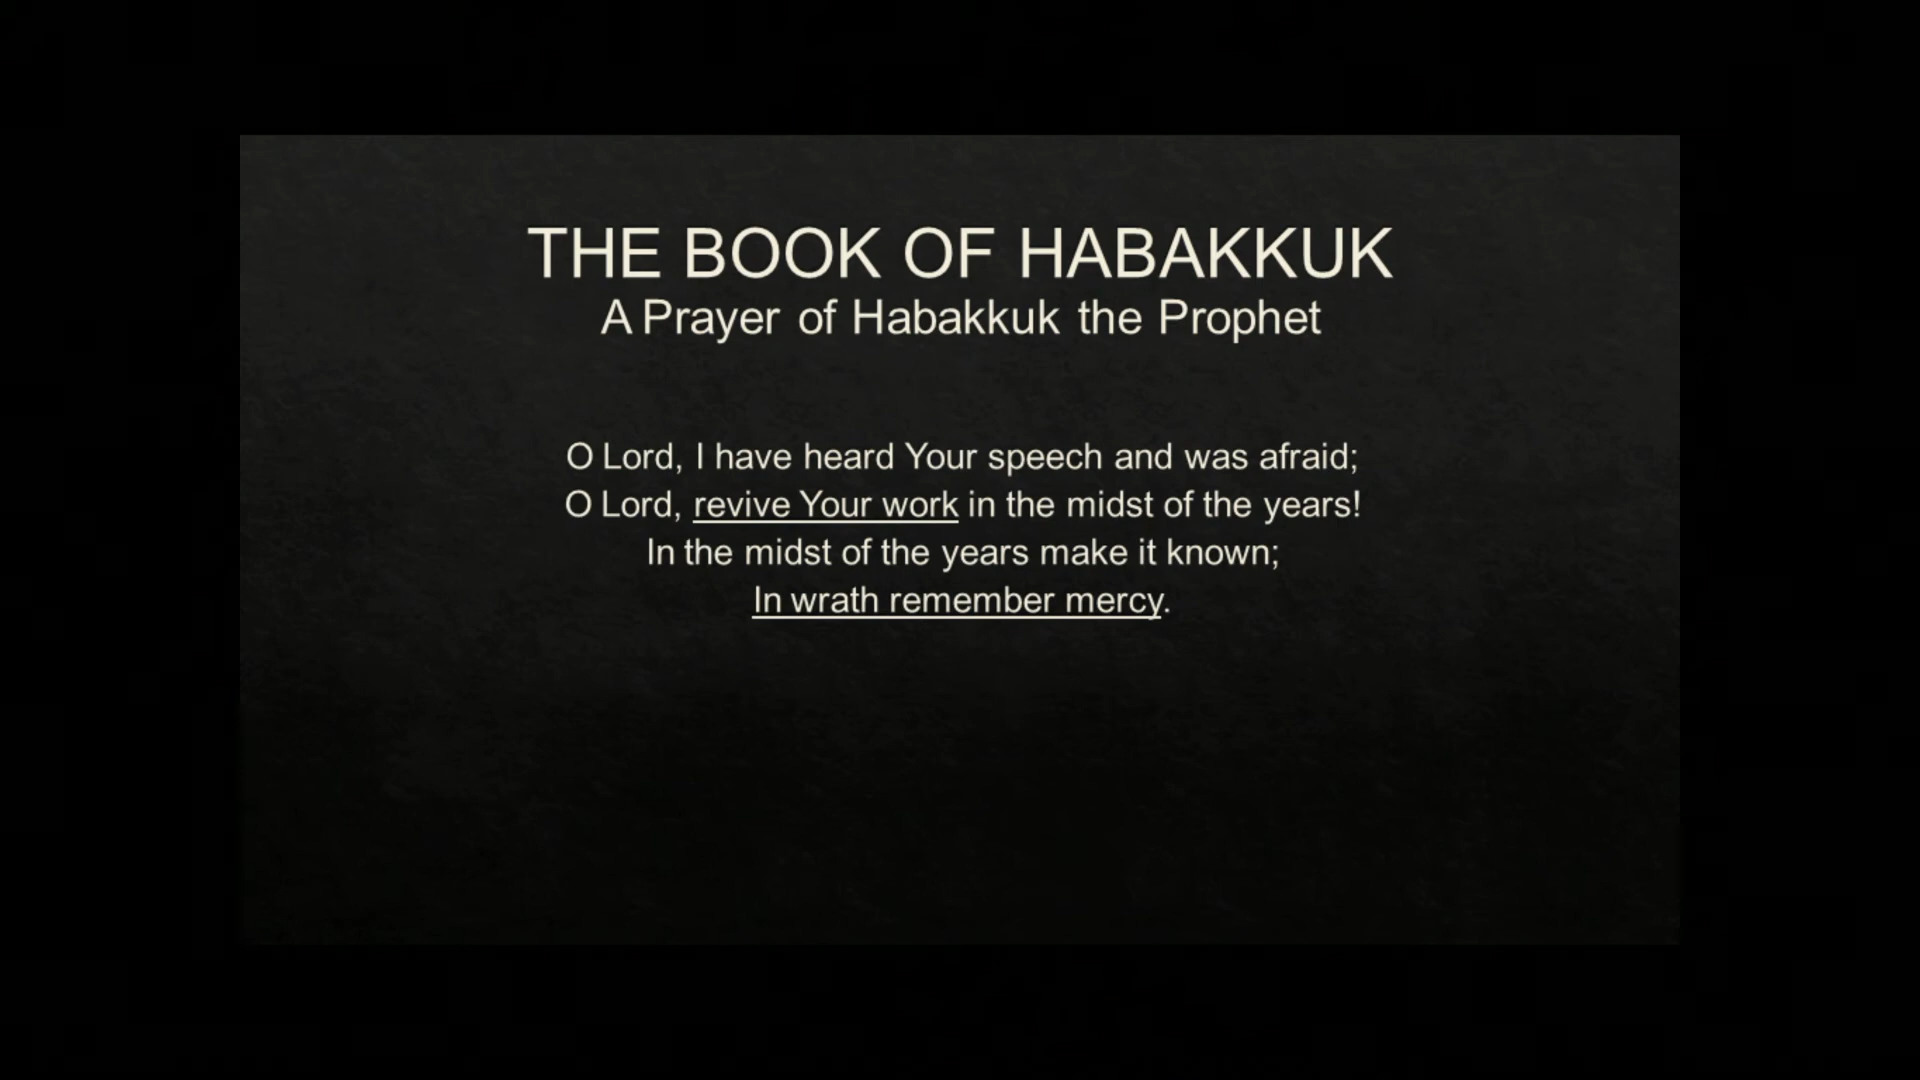 THE BOOK OF HABAKKUK
A Prayer of Habakkuk the Prophet
O Lord, I have heard Your speech and was afraid;
O Lord, revive Your work in the midst of the years!
In the midst of the years make it known;
In wrath remember mercy.